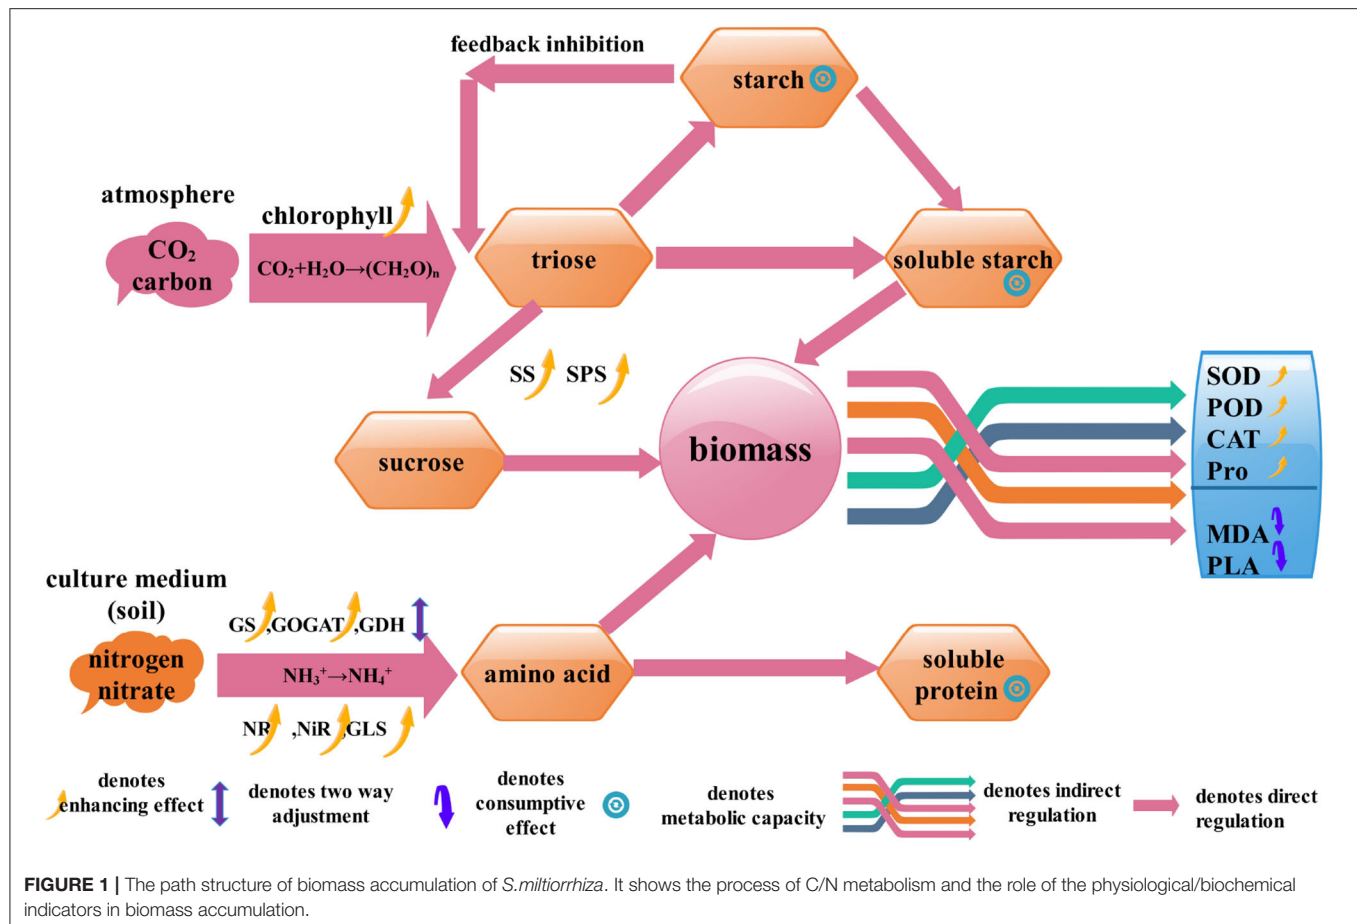 feedback inhibition
starch
atmosphere
CO₂
carbon
chlorophyll
CO₂+H₂O→(CH₂O)ₙ
triose
soluble starch
SS
SPS
sucrose
biomass
SOD
POD
CAT
Pro
MDA
PLA
culture medium
(soil)
nitrogen
nitrate
GS ,GOGAT ,GDH
NH₃⁺→NH₄⁺
NR ,NiR ,GLS
amino acid
soluble
protein
denotes
enhancing effect
denotes two way
adjustment
denotes
consumptive
effect
denotes
metabolic capacity
denotes indirect
regulation
denotes direct
regulation
FIGURE 1 | The path structure of biomass accumulation of S.miltiorrhiza. It shows the process of C/N metabolism and the role of the physiological/biochemical
indicators in biomass accumulation.